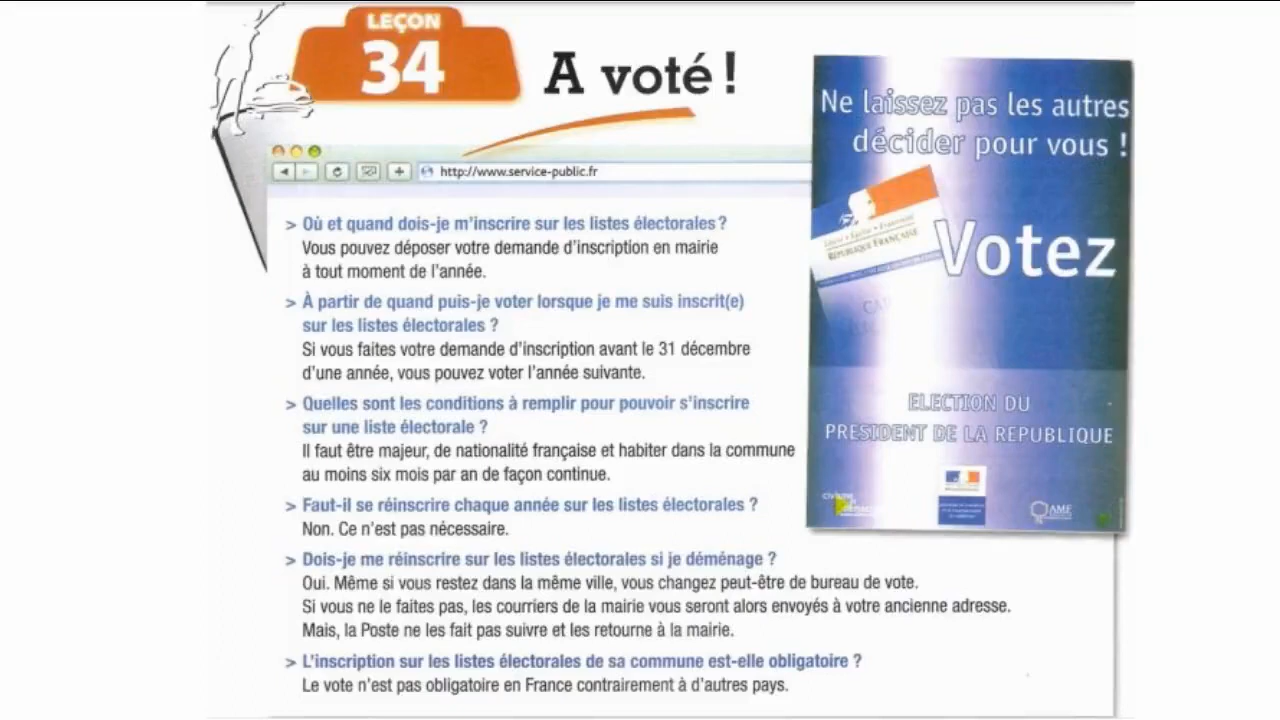 LEÇON
34
A voté !
http://www.service-public.fr
> Où et quand dois-je m'inscrire sur les listes électorales ?
Vous pouvez déposer votre demande d'inscription en mairie
à tout moment de l'année.
> À partir de quand puis-je voter lorsque je me suis inscrit(e)
sur les listes électorales ?
Si vous faites votre demande d'inscription avant le 31 décembre
d'une année, vous pouvez voter l'année suivante.
> Quelles sont les conditions à remplir pour pouvoir s'inscrire
sur une liste électorale ?
Il faut être majeur, de nationalité française et habiter dans la commune
au moins six mois par an de façon continue.
> Faut-il se réinscrire chaque année sur les listes électorales ?
Non. Ce n'est pas nécessaire.
> Dois-je me réinscrire sur les listes électorales si je déménage ?
Oui. Même si vous restez dans la même ville, vous changez peut-être de bureau de vote.
Si vous ne le faites pas, les courriers de la mairie vous seront alors envoyés à votre ancienne adresse.
Mais, la Poste ne les fait pas suivre et les retourne à la mairie.
> L'inscription sur les listes électorales de sa commune est-elle obligatoire ?
Le vote n'est pas obligatoire en France contrairement à d'autres pays.
Ne laissez pas les autres
décider pour vous !
Liberté • Égalité • Fraternité
RÉPUBLIQUE FRANÇAISE
Votez
ELECTION DU
PRESIDENT DE LA REPUBLIQUE
AMF